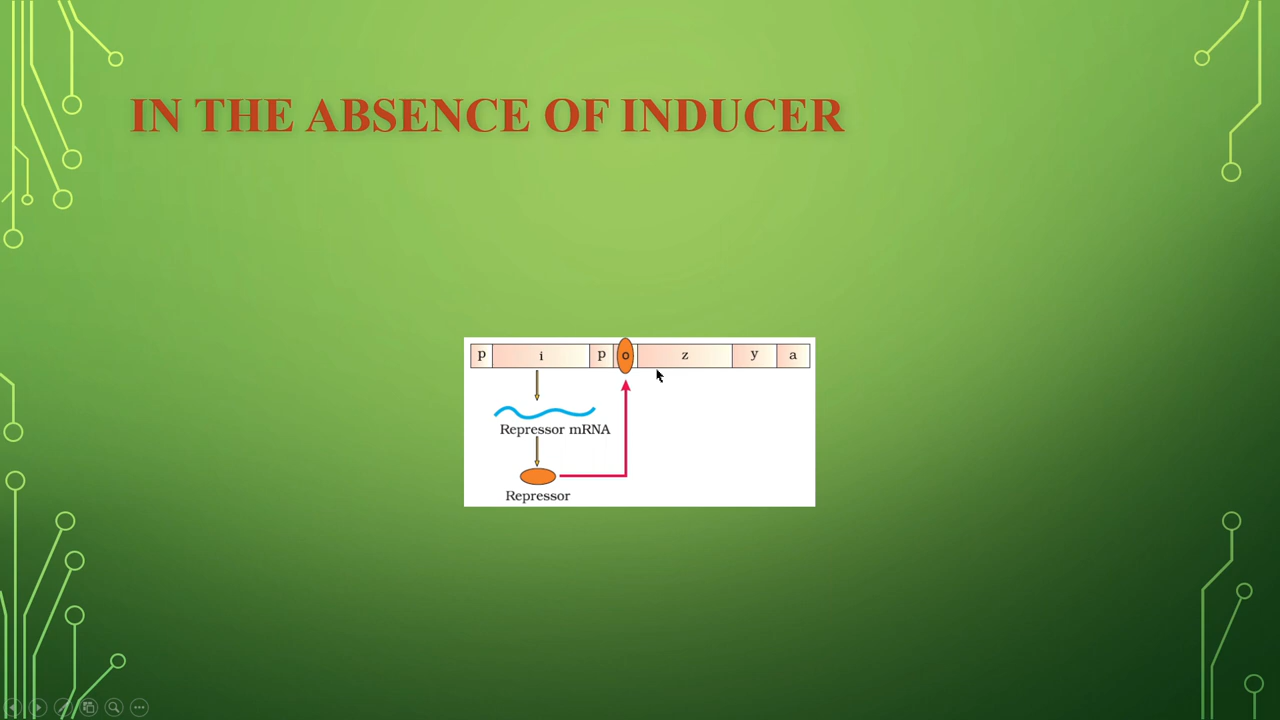 IN THE ABSENCE OF INDUCER
p i p o z y a
Repressor mRNA
Repressor